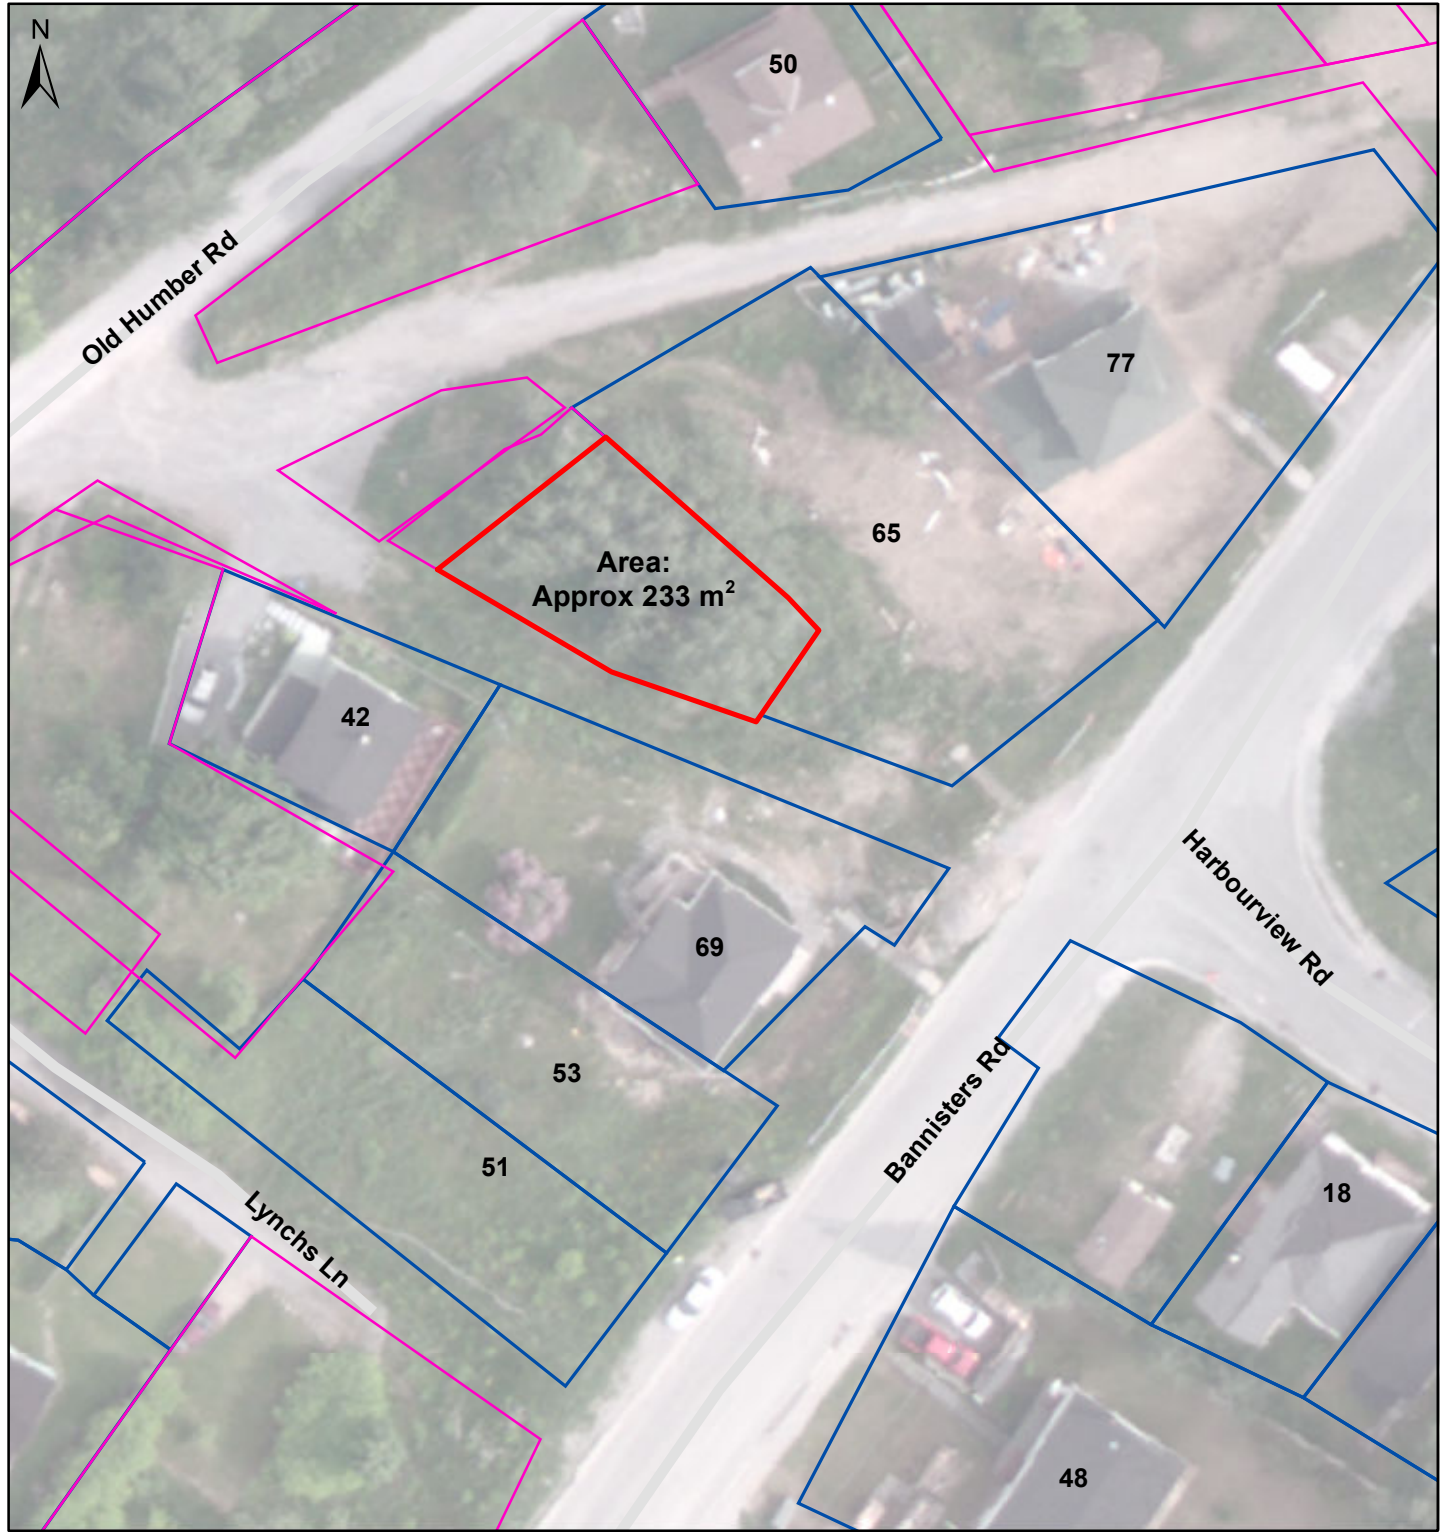 N
50
Old Humber Rd
77
65
Area:
Approx 233 m²
42
69
Harbourview Rd
53
Bannisters Rd
51
18
Lynchs Ln
48